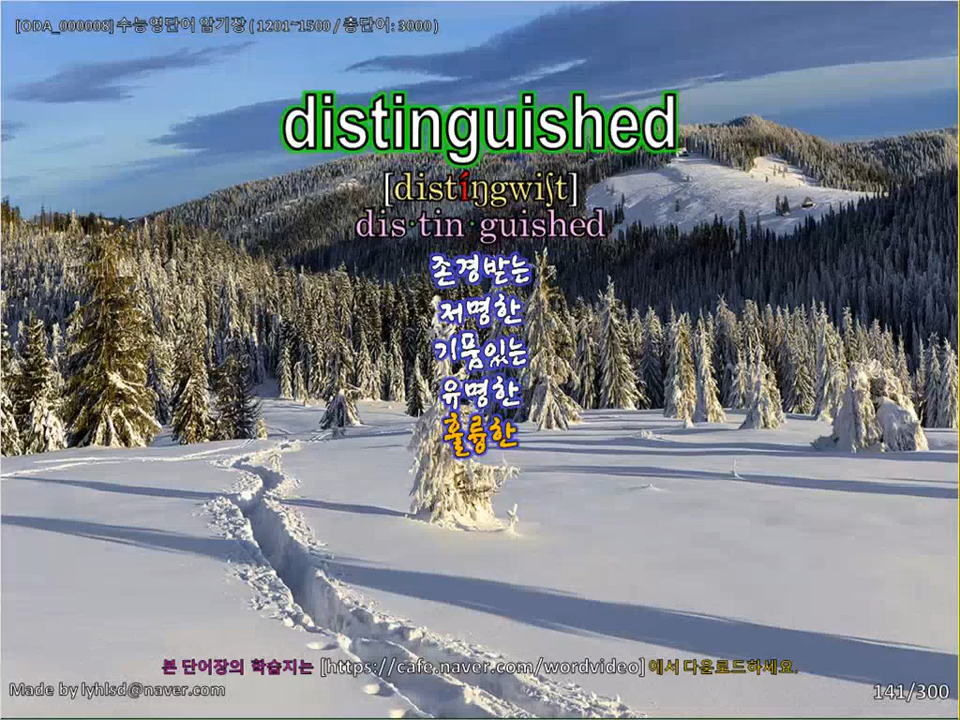 [ODA_000008] 수능영단어 암기장 ( 1201~1500 / 총단어: 3000 )
distinguished
[distíŋgwiʃt]
dis·tin·guished
존경받는
저명한
기품있는
유명한
훌륭한
본 단어장의 학습지는 [https://cafe.naver.com/wordvideo] 에서 다운로드하세요.
Made by lyhlsd@naver.com
141/300